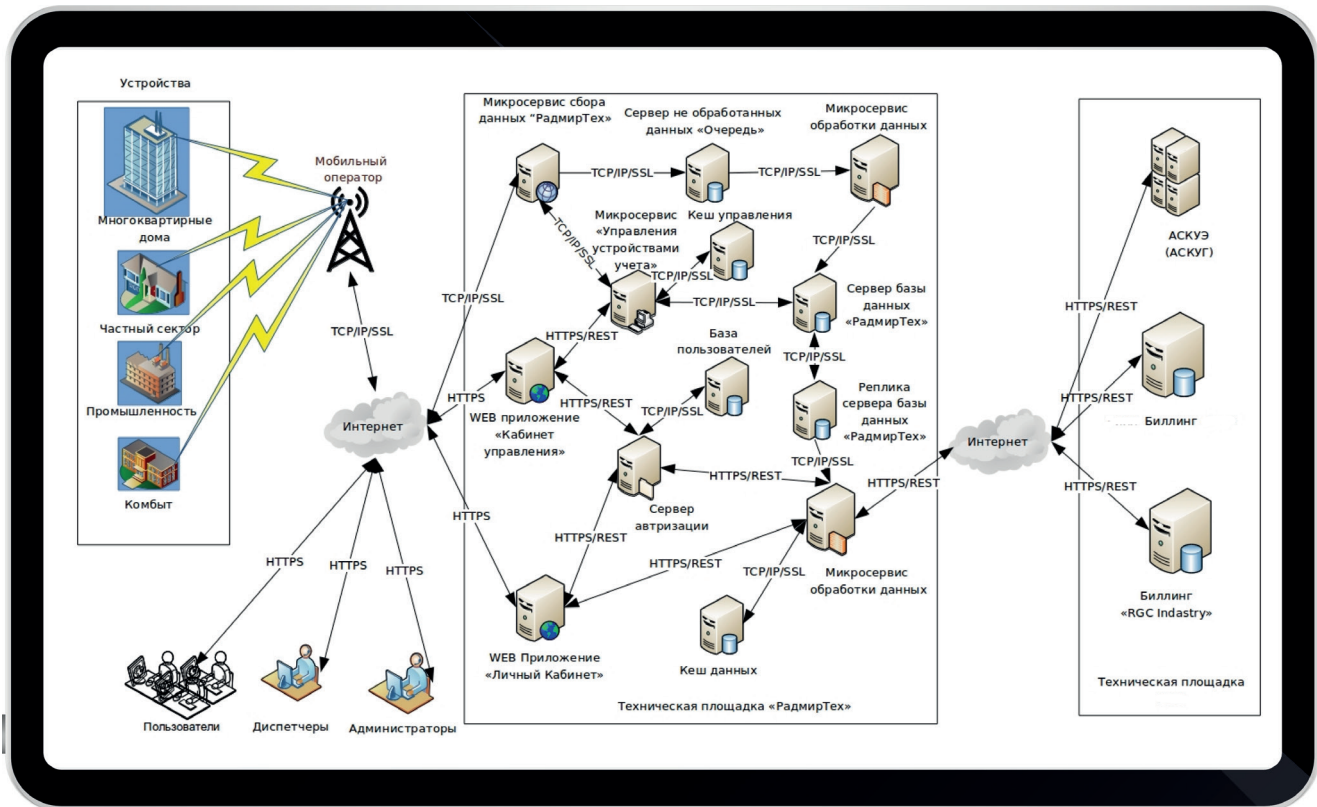 Устройства
Многоквартирные
дома
Частный сектор
Промышленность
Комбыт
Мобильный
оператор
TCP/IP/SSL
Интернет
HTTPS
HTTPS
HTTPS
Пользователи
Диспетчеры
Администраторы
Микросервис сбора
данных "РадмирТех»
Сервер не обработанных
данных «Очередь»
Микросервис
обработки данных
TCP/IP/SSL
TCP/IP/SSL
TCP/IP/SSL
TCP/IP/SSL
TCP/IP/SSL
Микросервис
«Управления
устройствами
учета»
Кеш управления
TCP/IP/SSL
TCP/IP/SSL
Сервер базы
данных
«РадмирТех»
HTTPS/REST
База
пользователей
TCP/IP/SSL
HTTPS
WEB приложение
«Кабинет
управления»
HTTPS/REST
TCP/IP/SSL
Реплика
сервера базы
данных
«РадмирТех»
TCP/IP/SSL
HTTPS/REST
HTTPS/REST
Сервер
автризации
HTTPS
HTTPS/REST
HTTPS/REST
TCP/IP/SSL
Микросервис
обработки данных
WEB Приложение
«Личный Кабинет»
Кеш данных
Техническая площадка «РадмирТех»
Интернет
АСКУЭ
(АСКУГ)
HTTPS/REST
HTTPS/REST
Биллинг
HTTPS/REST
Биллинг
«RGC Indastry»
Техническая площадка